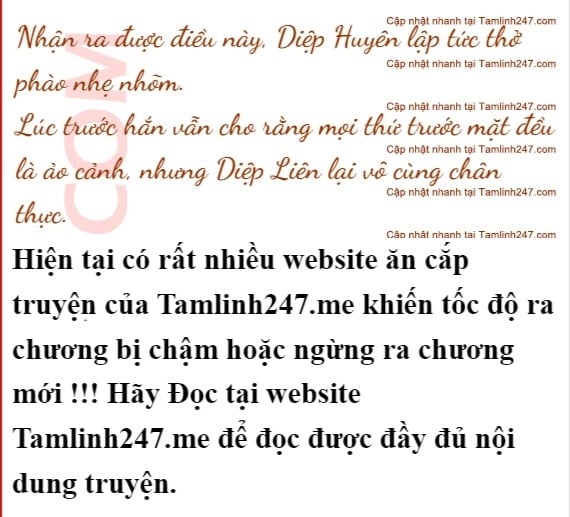 Cập nhật nhanh tại Tamlinh247.com
Nhận ra được điều này, Diệp Huyên lập tức thở
Cập nhật nhanh tại Tamlinh247.com
phào nhẹ nhõm.
Cập nhật nhanh tại Tamlinh247.com
Lúc trước hắn vẫn cho rằng mọi thứ trước mặt đều
Cập nhật nhanh tại Tamlinh247.com
là ảo cảnh, nhưng Diệp Liên lại vô cùng chân
Cập nhật nhanh tại Tamlinh247.com
thực.
Cập nhật nhanh tại Tamlinh247.com
COM
Hiện tại có rất nhiều website ăn cắp
truyện của Tamlinh247.me khiến tốc độ ra
chương bị chậm hoặc ngừng ra chương
mới !!! Hãy Đọc tại website
Tamlinh247.me để đọc được đầy đủ nội
dung truyện.